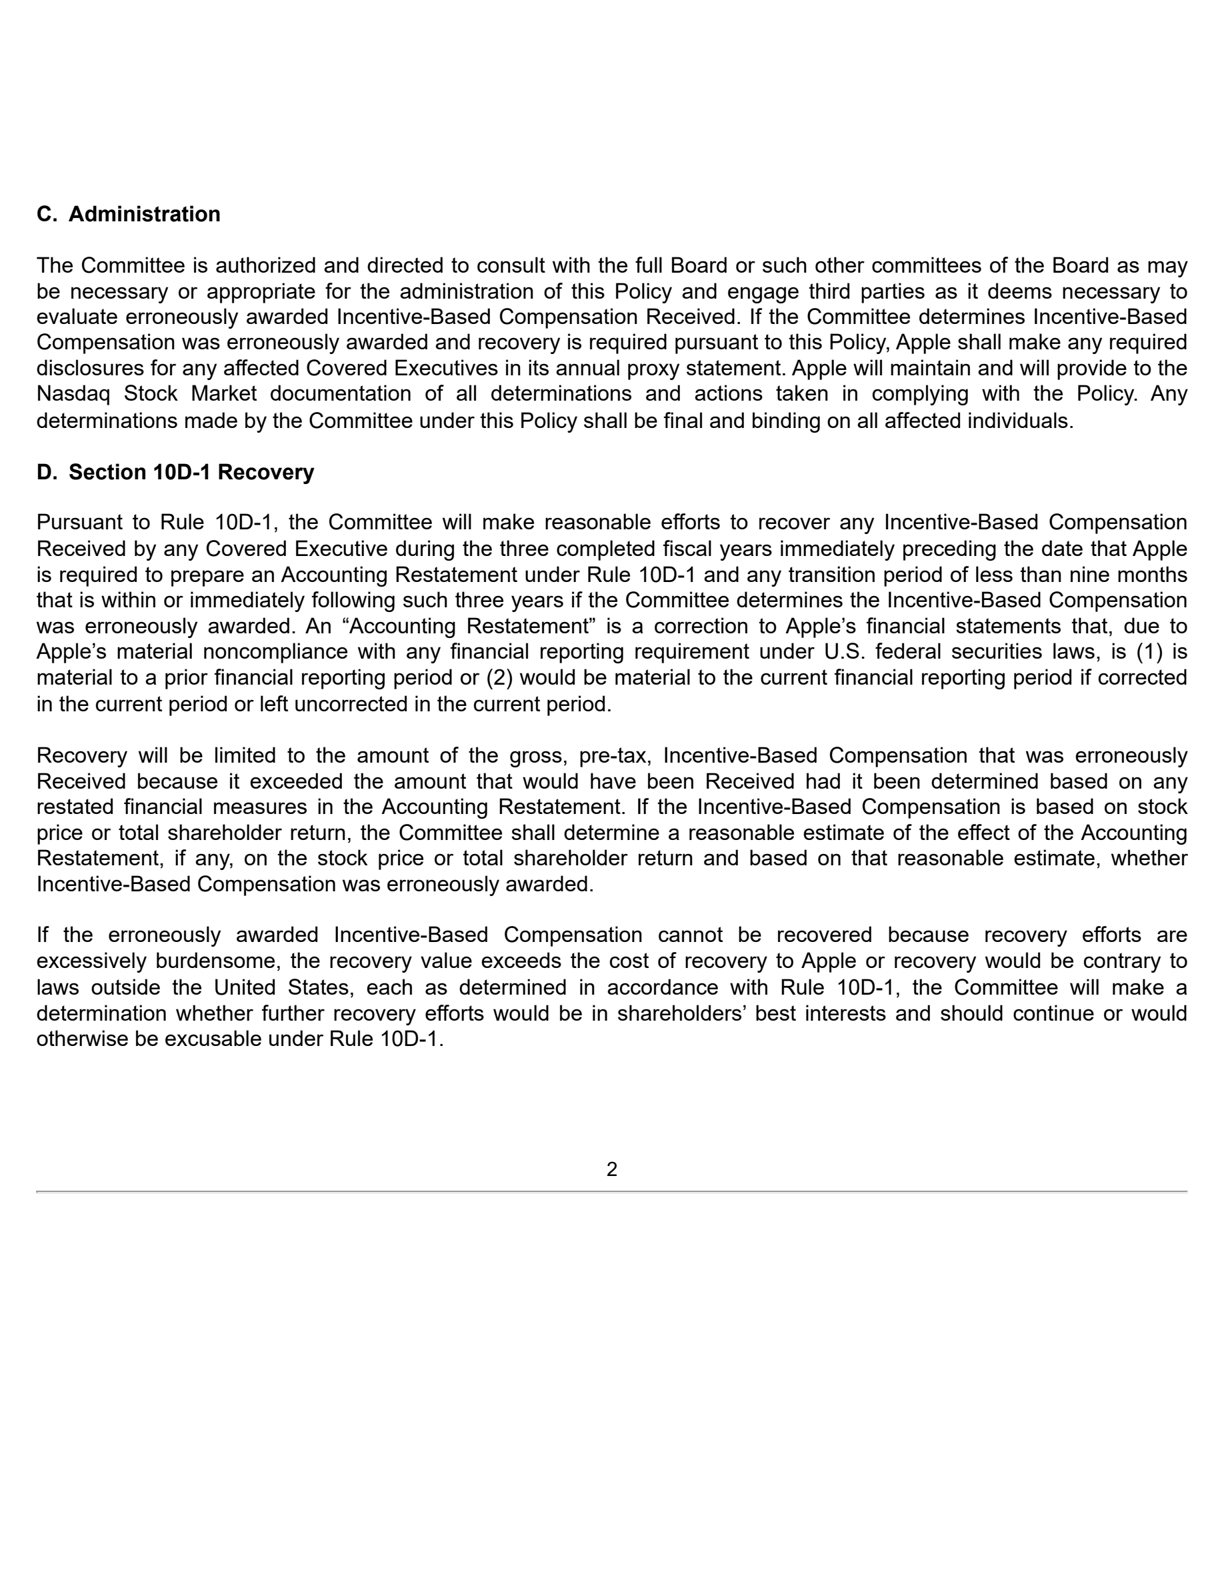 C. Administration
The Committee is authorized and directed to consult with the full Board or such other committees of the Board as may
be necessary or appropriate for the administration of this Policy and engage third parties as it deems necessary to
evaluate erroneously awarded Incentive-Based Compensation Received. If the Committee determines Incentive-Based
Compensation was erroneously awarded and recovery is required pursuant to this Policy, Apple shall make any required
disclosures for any affected Covered Executives in its annual proxy statement. Apple will maintain and will provide to the
Nasdaq Stock Market documentation of all determinations and actions taken in complying with the Policy. Any
determinations made by the Committee under this Policy shall be final and binding on all affected individuals.
D. Section 10D-1 Recovery
Pursuant to Rule 10D-1, the Committee will make reasonable efforts to recover any Incentive-Based Compensation
Received by any Covered Executive during the three completed fiscal years immediately preceding the date that Apple
is required to prepare an Accounting Restatement under Rule 10D-1 and any transition period of less than nine months
that is within or immediately following such three years if the Committee determines the Incentive-Based Compensation
was erroneously awarded. An “Accounting Restatement” is a correction to Apple’s financial statements that, due to
Apple’s material noncompliance with any financial reporting requirement under U.S. federal securities laws, is (1) is
material to a prior financial reporting period or (2) would be material to the current financial reporting period if corrected
in the current period or left uncorrected in the current period.
Recovery will be limited to the amount of the gross, pre-tax, Incentive-Based Compensation that was erroneously
Received because it exceeded the amount that would have been Received had it been determined based on any
restated financial measures in the Accounting Restatement. If the Incentive-Based Compensation is based on stock
price or total shareholder return, the Committee shall determine a reasonable estimate of the effect of the Accounting
Restatement, if any, on the stock price or total shareholder return and based on that reasonable estimate, whether
Incentive-Based Compensation was erroneously awarded.
If the erroneously awarded Incentive-Based Compensation cannot be recovered because recovery efforts are
excessively burdensome, the recovery value exceeds the cost of recovery to Apple or recovery would be contrary to
laws outside the United States, each as determined in accordance with Rule 10D-1, the Committee will make a
determination whether further recovery efforts would be in shareholders’ best interests and should continue or would
otherwise be excusable under Rule 10D-1.
2